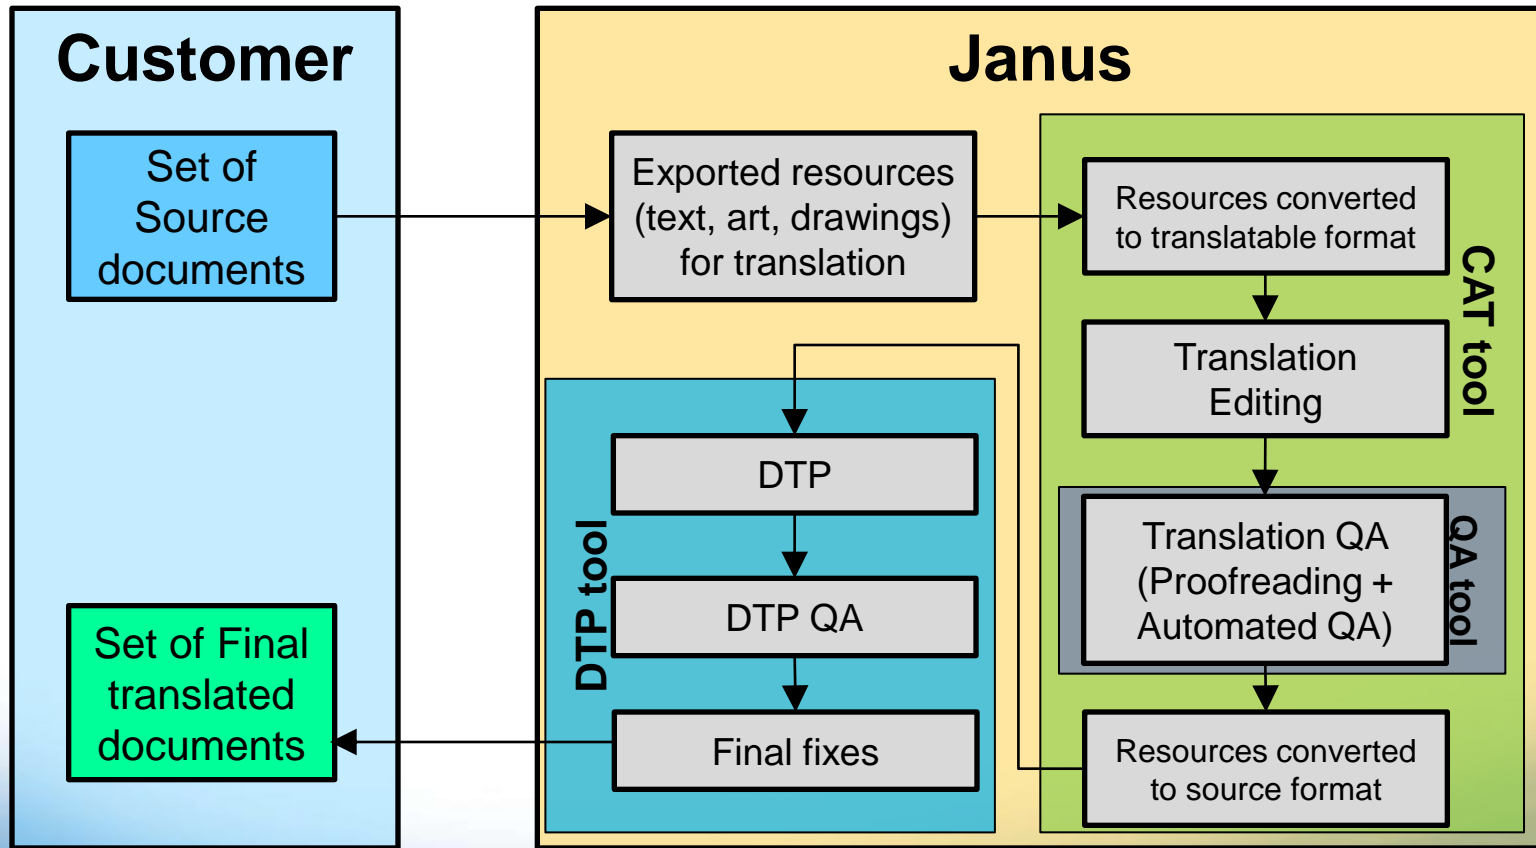 Customer
Janus
Set of
Source
documents
Exported resources
(text, art, drawings)
for translation
Resources converted
to translatable format
CAT tool
Translation
Editing
Translation QA
(Proofreading +
Automated QA)
QA tool
Resources converted
to source format
DTP tool
DTP
DTP QA
Final fixes
Set of Final
translated
documents